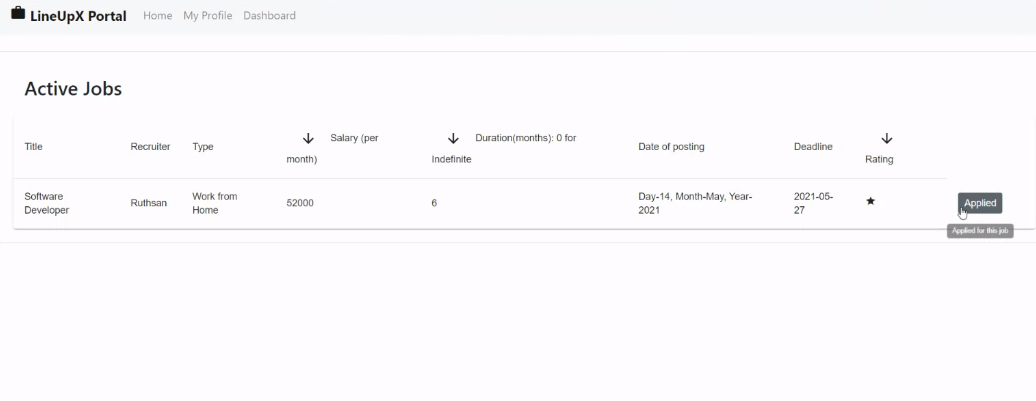 LineUpX Portal Home My Profile Dashboard
Active Jobs
Title Recruiter Type Salary (per month) Duration(months): 0 for Indefinite Date of posting Deadline Rating
Software Developer Ruthsan Work from Home 52000 6 Day-14, Month-May, Year-2021 2021-05-27 Applied
Applied for this job